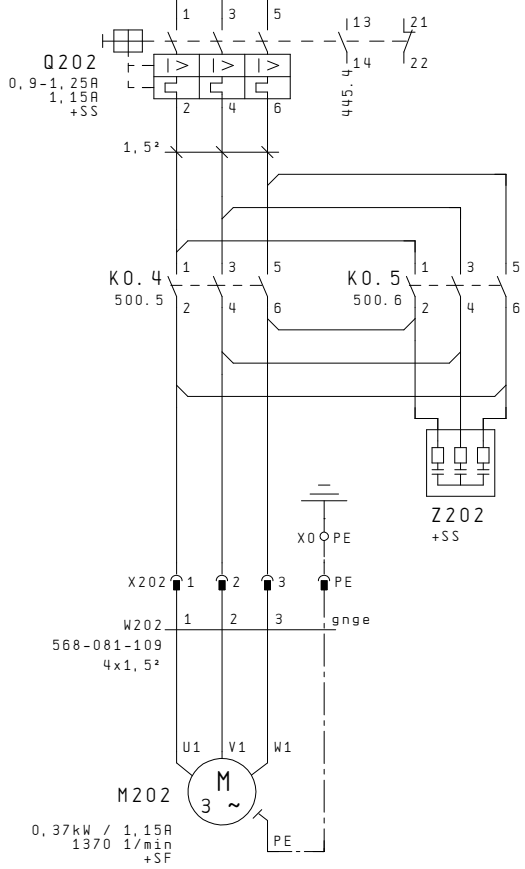 1 3 5 13 21
Q202
0,9-1,25A
1,15A
+SS
I> I> I>
14 22
445.4
2 4 6
1,5²
1 3 5 1 3 5
K0.4 K0.5
500.5 500.6
2 4 6 2 4 6
Z202
+SS
X0 PE
X202 1 2 3 PE
W202 1 2 3 gnge
568-081-109
4x1,5²
U1 V1 W1
M202
M
3 ~
0,37kW / 1,15A
1370 1/min
+SF
PE